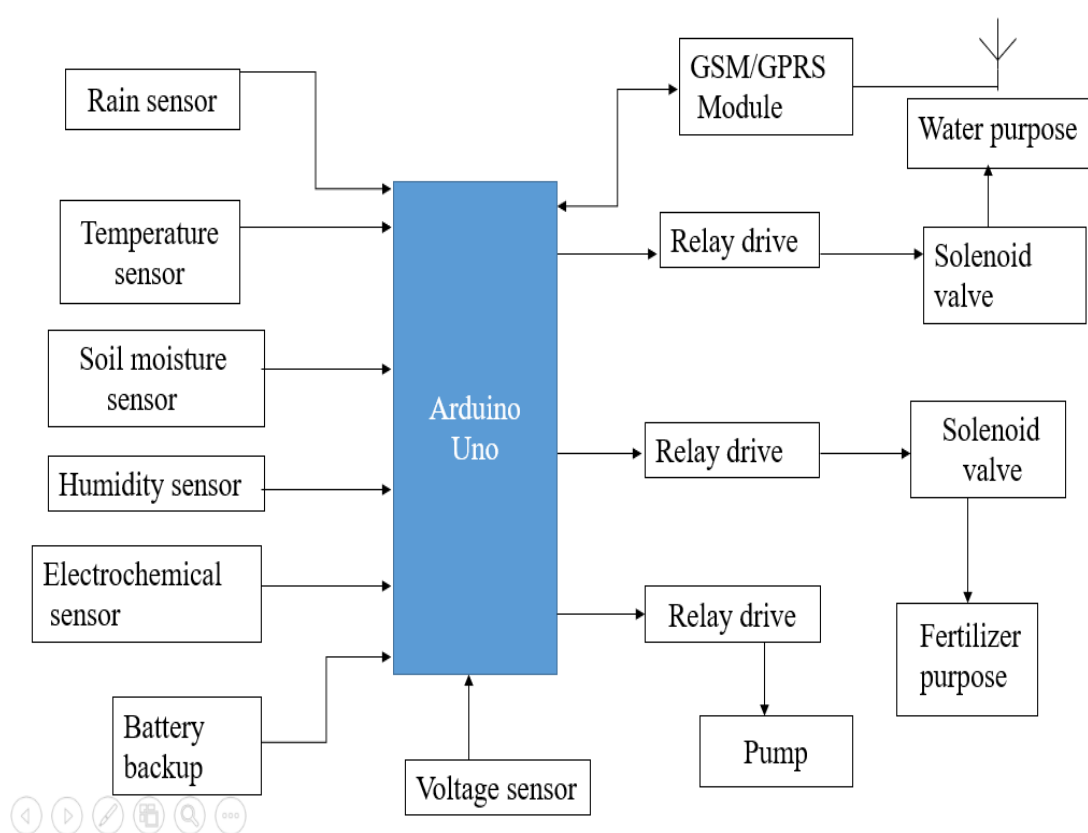 Rain sensor
Temperature
sensor
Soil moisture
sensor
Humidity sensor
Electrochemical
sensor
Battery
backup
Voltage sensor
Arduino
Uno
GSM/GPRS
Module
Water purpose
Relay drive
Solenoid
valve
Relay drive
Solenoid
valve
Relay drive
Fertilizer
purpose
Pump